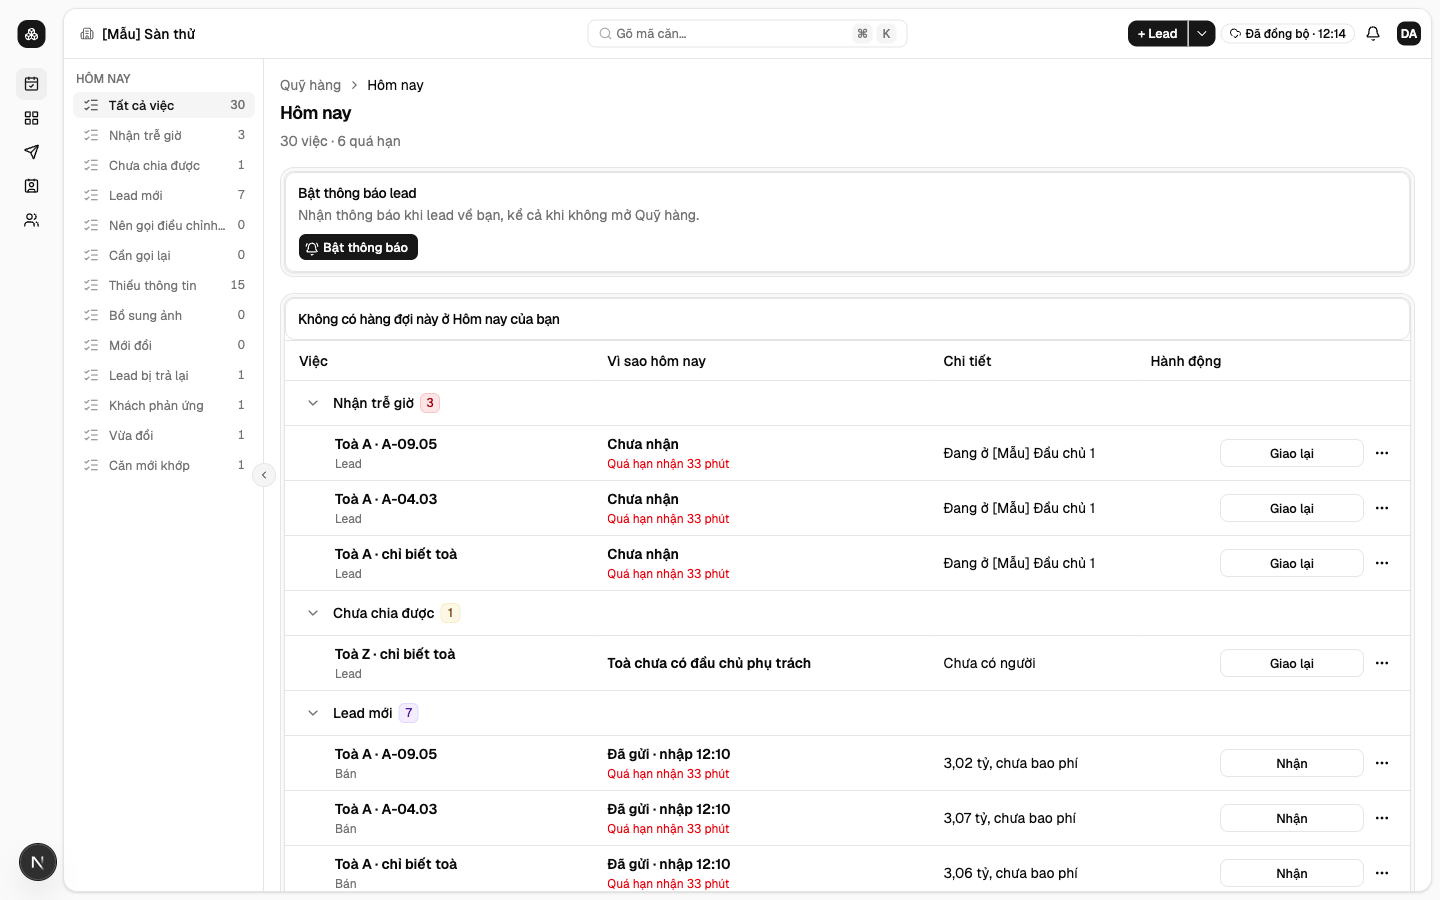 [Mẫu] Sàn thử
Gõ mã căn…
⌘ K
+ Lead
Đã đồng bộ · 12:14
DA
HÔM NAY
Tất cả việc 30
Nhận trễ giờ 3
Chưa chia được 1
Lead mới 7
Nên gọi điều chỉnh… 0
Cần gọi lại 0
Thiếu thông tin 15
Bổ sung ảnh 0
Mới đổi 0
Lead bị trả lại 1
Khách phản ứng 1
Vừa đổi 1
Căn mới khớp 1
N
Quỹ hàng > Hôm nay
Hôm nay
30 việc · 6 quá hạn
Bật thông báo lead
Nhận thông báo khi lead về bạn, kể cả khi không mở Quỹ hàng.
Bật thông báo
Không có hàng đợi này ở Hôm nay của bạn
Việc Vì sao hôm nay Chi tiết Hành động
Nhận trễ giờ 3
Toà A · A-09.05 Chưa nhận Đang ở [Mẫu] Đầu chủ 1 Giao lại
Lead Quá hạn nhận 33 phút
Toà A · A-04.03 Chưa nhận Đang ở [Mẫu] Đầu chủ 1 Giao lại
Lead Quá hạn nhận 33 phút
Toà A · chỉ biết toà Chưa nhận Đang ở [Mẫu] Đầu chủ 1 Giao lại
Lead Quá hạn nhận 33 phút
Chưa chia được 1
Toà Z · chỉ biết toà Toà chưa có đầu chủ phụ trách Chưa có người Giao lại
Lead
Lead mới 7
Toà A · A-09.05 Đã gửi · nhập 12:10 3,02 tỷ, chưa bao phí Nhận
Bán Quá hạn nhận 33 phút
Toà A · A-04.03 Đã gửi · nhập 12:10 3,07 tỷ, chưa bao phí Nhận
Bán Quá hạn nhận 33 phút
Toà A · chỉ biết toà Đã gửi · nhập 12:10 3,06 tỷ, chưa bao phí Nhận
Bán Quá hạn nhận 33 phút